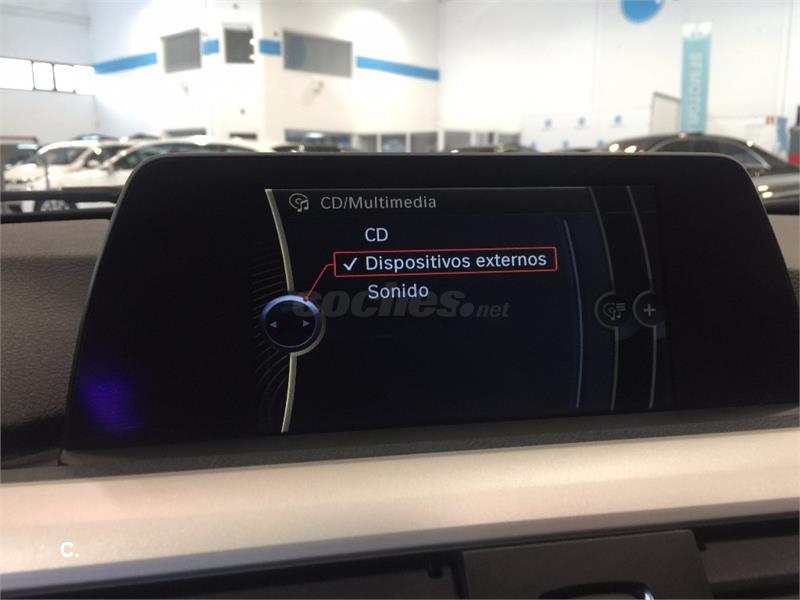 CD/Multimedia
CD
✓ Dispositivos externos
Sonido
coches.net
C.